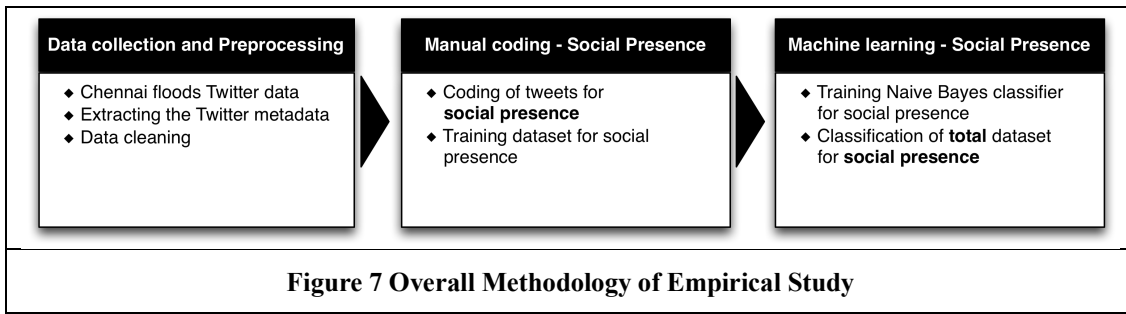 Data collection and Preprocessing
◆ Chennai floods Twitter data
◆ Extracting the Twitter metadata
◆ Data cleaning
Manual coding - Social Presence
◆ Coding of tweets for
social presence
◆ Training dataset for social
presence
Machine learning - Social Presence
◆ Training Naive Bayes classifier
for social presence
◆ Classification of total dataset
for social presence
Figure 7 Overall Methodology of Empirical Study